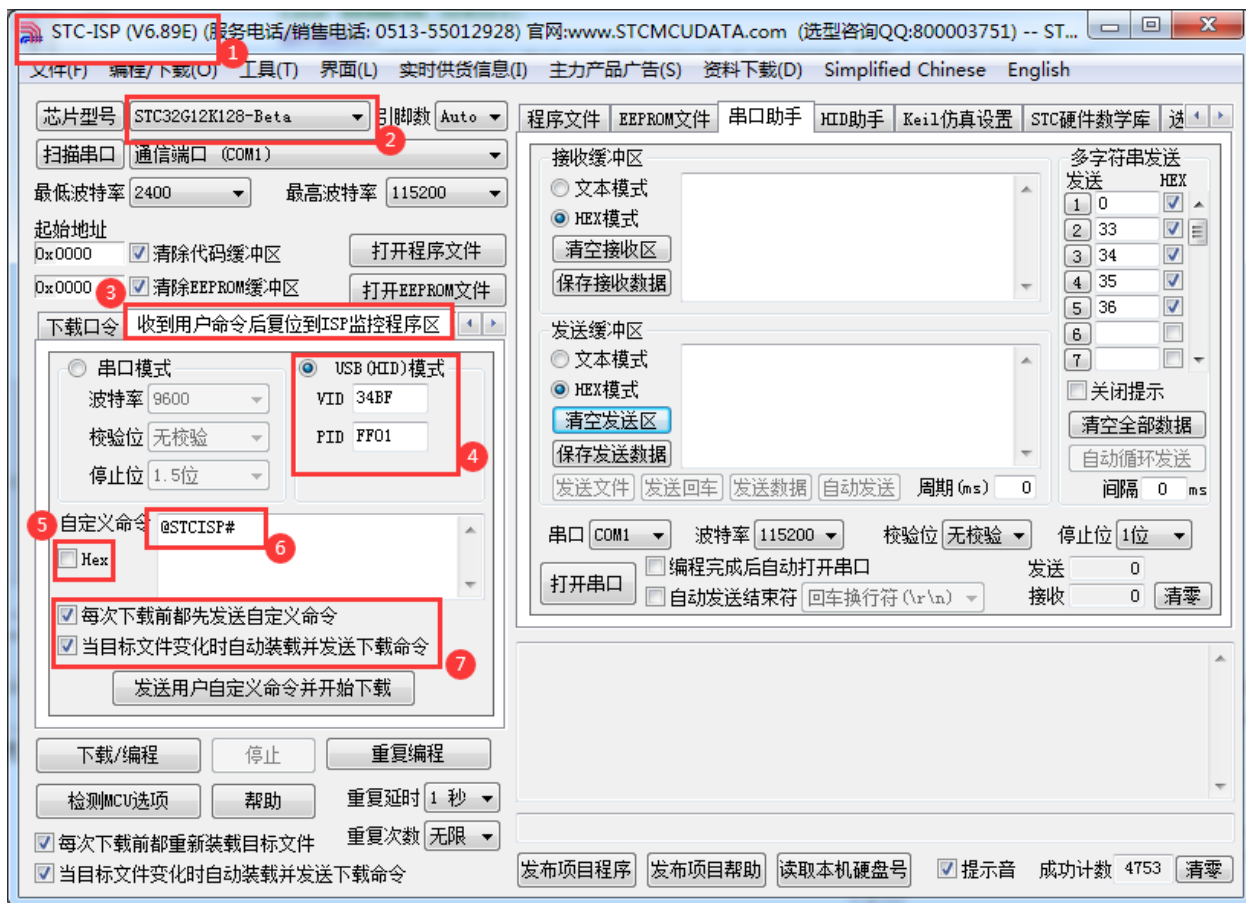 STC-ISP (V6.89E) (服务电话/销售电话: 0513-55012928) 官网:www.STCMCUDATA.com (选型咨询QQ:800003751) -- ST...
1
文件(F) 编程/下载(O) 工具(T) 界面(L) 实时供货信息(I) 主力产品广告(S) 资料下载(D) Simplified Chinese English
芯片型号 STC32G12K128-Beta 引脚数 Auto
2
扫描串口 通信端口 (COM1)
最低波特率 2400 最高波特率 115200
起始地址
0x0000 清除代码缓冲区 打开程序文件
0x0000 3 清除EEPROM缓冲区 打开EEPROM文件
下载口令 收到用户命令后复位到ISP监控程序区
串口模式 USB(HID)模式
波特率 9600 VID 34BF
校验位 无校验 PID FF01
4
停止位 1.5位
5 自定义命令 @STCISP#
6
Hex
每次下载前都先发送自定义命令
当目标文件变化时自动装载并发送下载命令
7
发送用户自定义命令并开始下载
下载/编程 停止 重复编程
检测MCU选项 帮助 重复延时 1 秒
每次下载前都重新装载目标文件 重复次数 无限
当目标文件变化时自动装载并发送下载命令
程序文件 EEPROM文件 串口助手 HID助手 Keil仿真设置 STC硬件数学库 选
接收缓冲区
文本模式
HEX模式
清空接收区
保存接收数据
多字符串发送
发送 HEX
1 0
2 33
3 34
4 35
5 36
6
7
关闭提示
清空全部数据
自动循环发送
间隔 0 ms
发送缓冲区
文本模式
HEX模式
清空发送区
保存发送数据
发送文件 发送回车 发送数据 自动发送 周期(ms) 0
串口 COM1 波特率 115200 校验位 无校验 停止位 1位
打开串口 编程完成后自动打开串口 发送 0
自动发送结束符 回车换行符(\r\n) 接收 0 清零
发布项目程序 发布项目帮助 读取本机硬盘号 提示音 成功计数 4753 清零